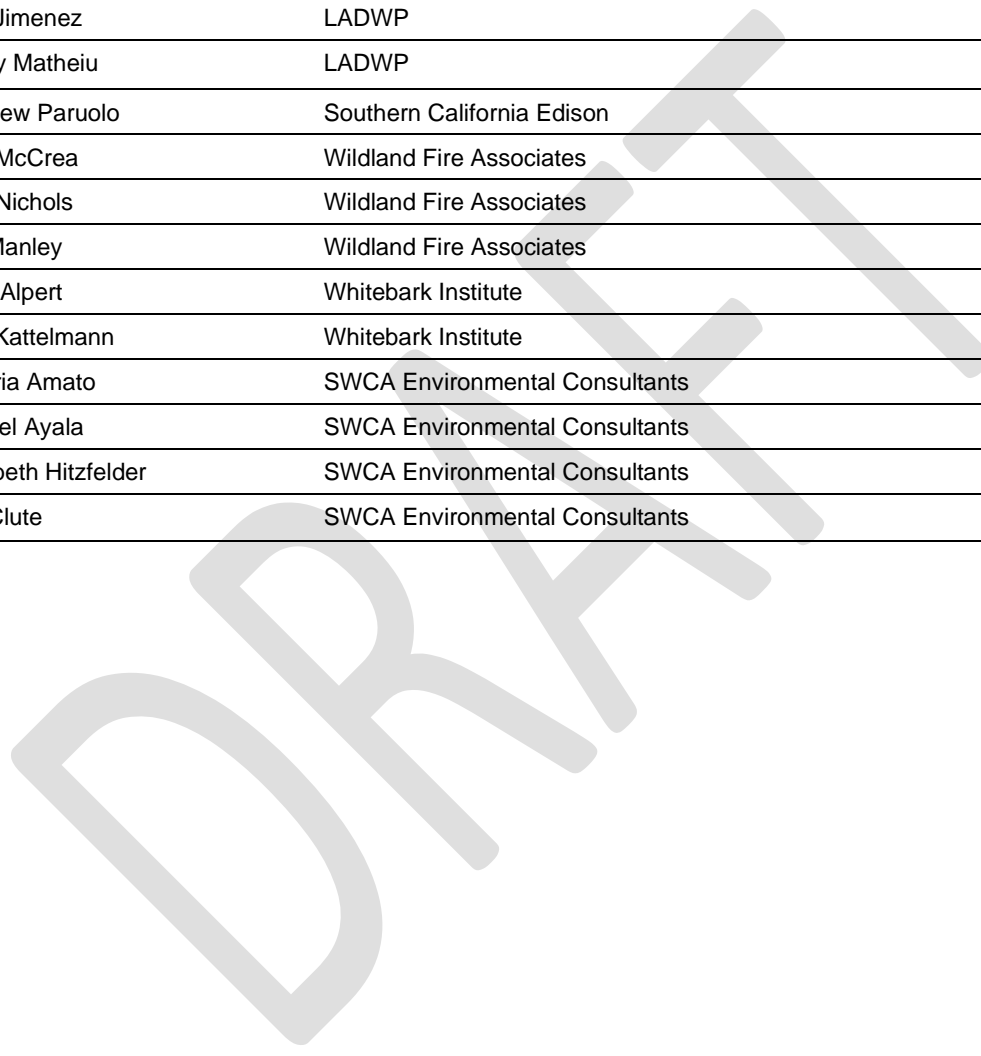 Jimenez LADWP
y Matheiu LADWP
ew Paruolo Southern California Edison
McCrea Wildland Fire Associates
Nichols Wildland Fire Associates
Manley Wildland Fire Associates
Alpert Whitebark Institute
Kattelmann Whitebark Institute
ria Amato SWCA Environmental Consultants
el Ayala SWCA Environmental Consultants
beth Hitzfelder SWCA Environmental Consultants
Clute SWCA Environmental Consultants
DRAFT